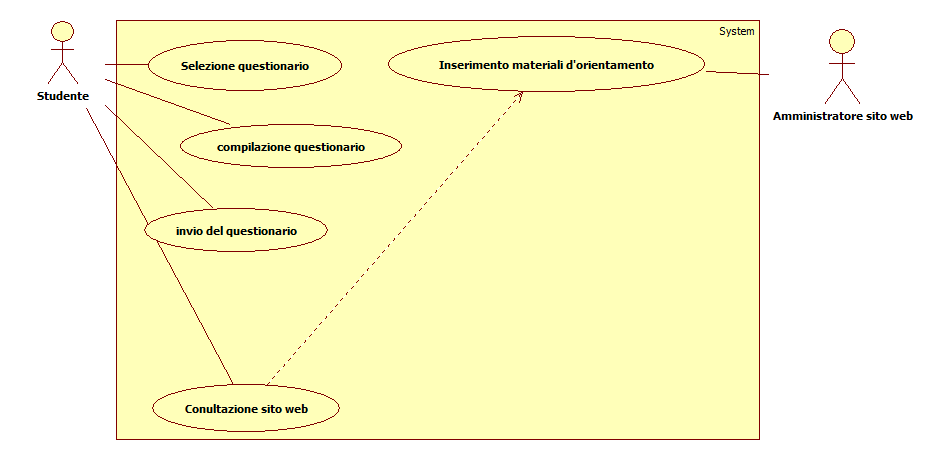 System
Selezione questionario
Inserimento materiali d'orientamento
Studente
Amministratore sito web
compilazione questionario
invio del questionario
Conultazione sito web